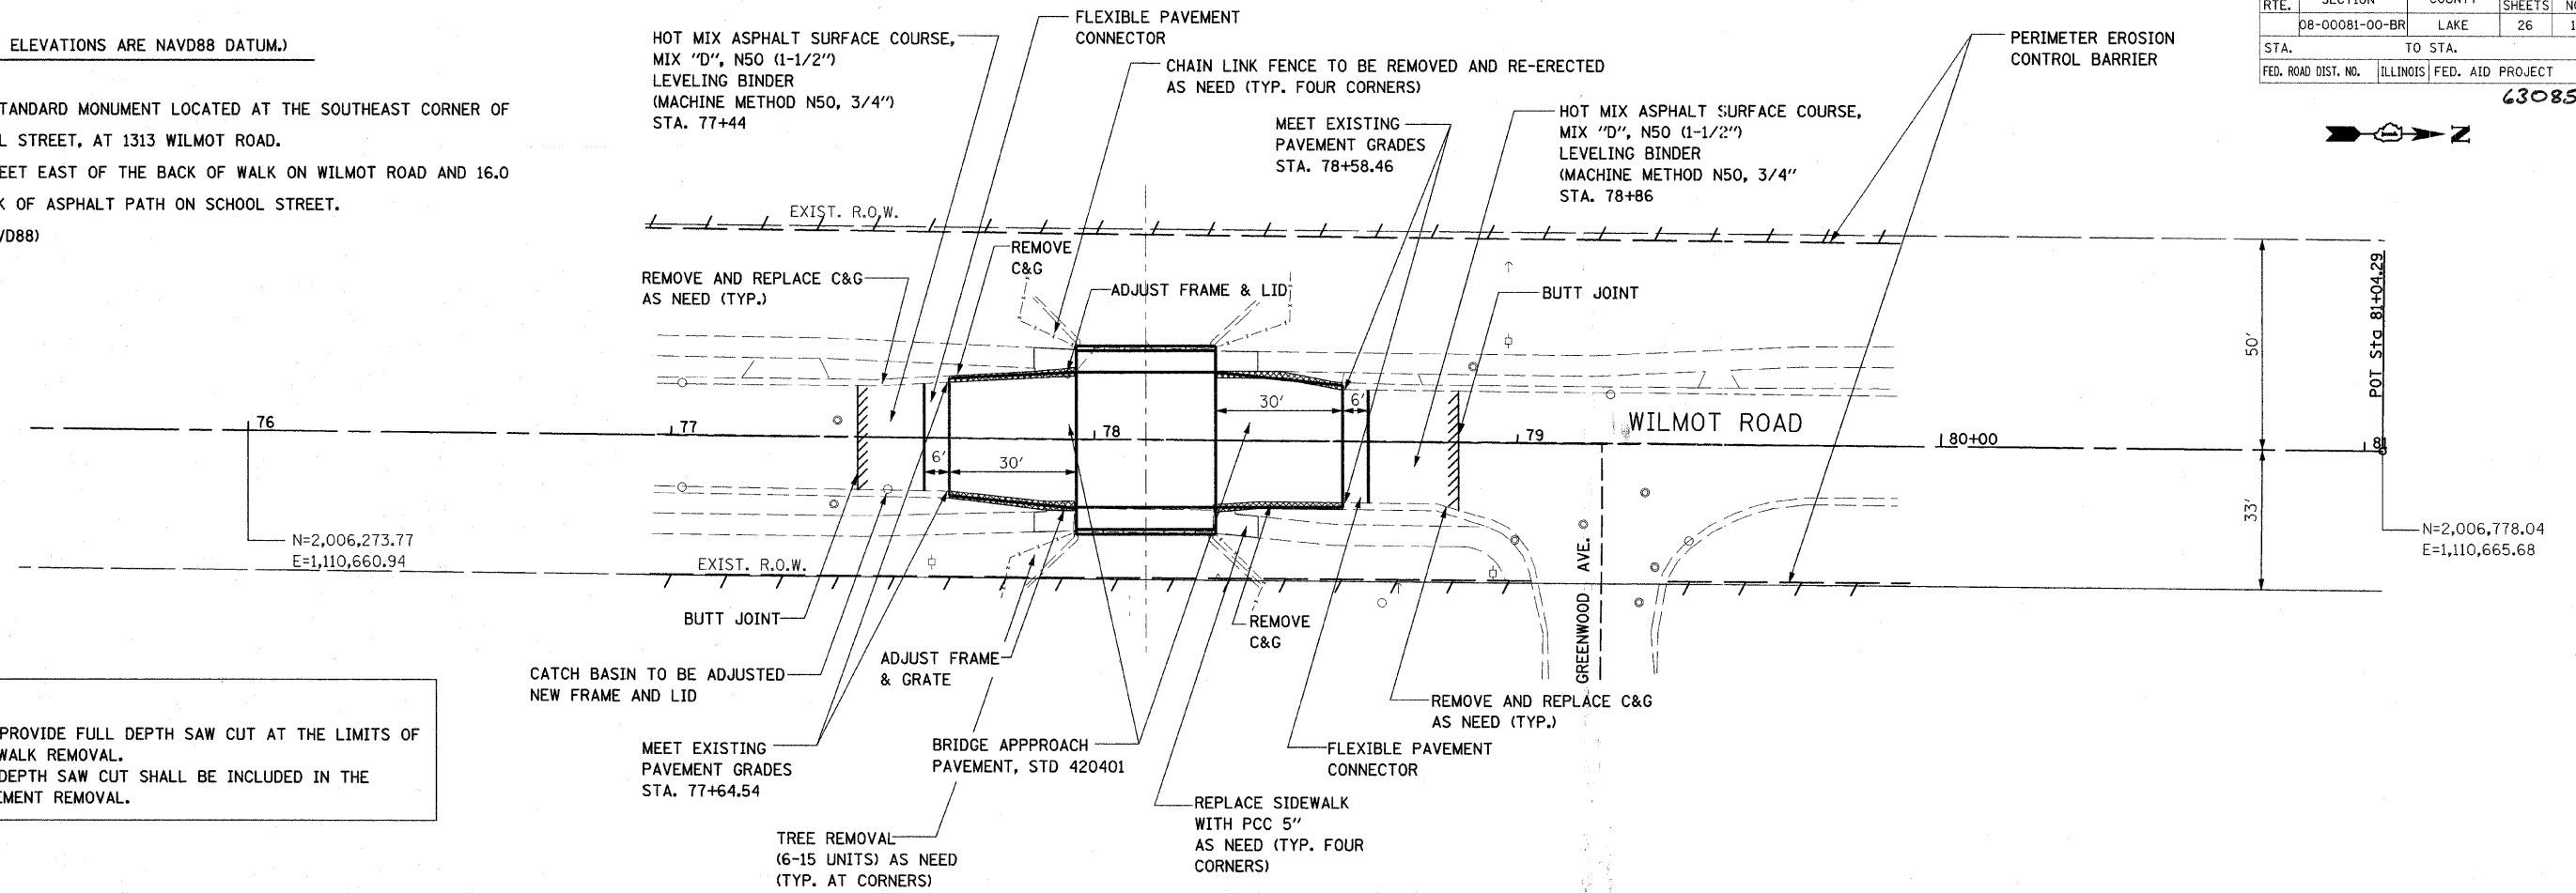 ELEVATIONS ARE NAVD88 DATUM.)
TANDARD MONUMENT LOCATED AT THE SOUTHEAST CORNER OF
L STREET, AT 1313 WILMOT ROAD.
EET EAST OF THE BACK OF WALK ON WILMOT ROAD AND 16.0
K OF ASPHALT PATH ON SCHOOL STREET.
VD88)
HOT MIX ASPHALT SURFACE COURSE,
MIX "D", N50 (1-1/2")
LEVELING BINDER
(MACHINE METHOD N50, 3/4")
STA. 77+44
FLEXIBLE PAVEMENT
CONNECTOR
CHAIN LINK FENCE TO BE REMOVED AND RE-ERECTED
AS NEED (TYP. FOUR CORNERS)
MEET EXISTING
PAVEMENT GRADES
STA. 78+58.46
HOT MIX ASPHALT SURFACE COURSE,
MIX "D", N50 (1-1/2")
LEVELING BINDER
(MACHINE METHOD N50, 3/4"
STA. 78+86
PERIMETER EROSION
CONTROL BARRIER
RTE. SECTION COUNTY SHEETS
08-00081-00-BR LAKE 26 1
STA. TO STA.
FED. ROAD DIST. NO. ILLINOIS FED. AID PROJECT
63085
N
EXIST. R.O.W.
REMOVE
C&G
REMOVE AND REPLACE C&G
AS NEED (TYP.)
ADJUST FRAME & LID
BUTT JOINT
50'
POT Sta 81+04.29
30'
6'
WILMOT ROAD
76
77
78
79
80+00
81
6'
30'
33'
N=2,006,273.77
E=1,110,660.94
N=2,006,778.04
E=1,110,665.68
EXIST. R.O.W.
GREENWOOD AVE.
BUTT JOINT
REMOVE
C&G
ADJUST FRAME
& GRATE
CATCH BASIN TO BE ADJUSTED
NEW FRAME AND LID
REMOVE AND REPLACE C&G
AS NEED (TYP.)
PROVIDE FULL DEPTH SAW CUT AT THE LIMITS OF
WALK REMOVAL.
DEPTH SAW CUT SHALL BE INCLUDED IN THE
EMENT REMOVAL.
MEET EXISTING
PAVEMENT GRADES
STA. 77+64.54
BRIDGE APPPROACH
PAVEMENT, STD 420401
FLEXIBLE PAVEMENT
CONNECTOR
REPLACE SIDEWALK
WITH PCC 5"
AS NEED (TYP. FOUR
CORNERS)
TREE REMOVAL
(6-15 UNITS) AS NEED
(TYP. AT CORNERS)